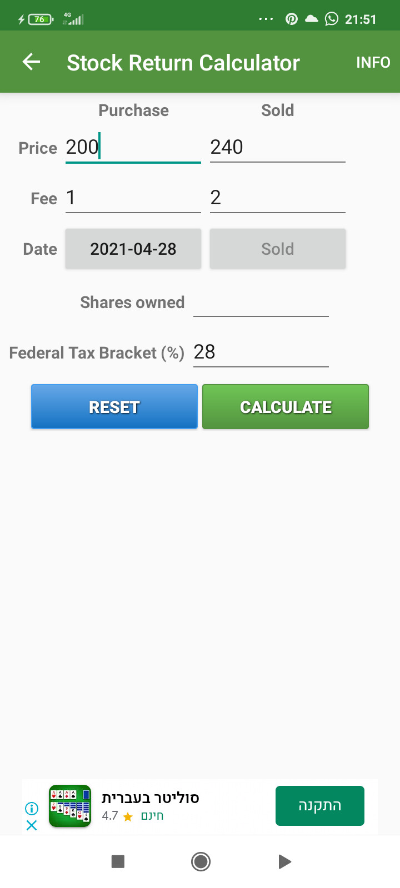 76
4G
21:51
Stock Return Calculator INFO
Purchase Sold
Price 200 240
Fee 1 2
Date 2021-04-28 Sold
Shares owned
Federal Tax Bracket (%) 28
RESET CALCULATE
סוליטר בעברית
4.7 חינם
התקנה